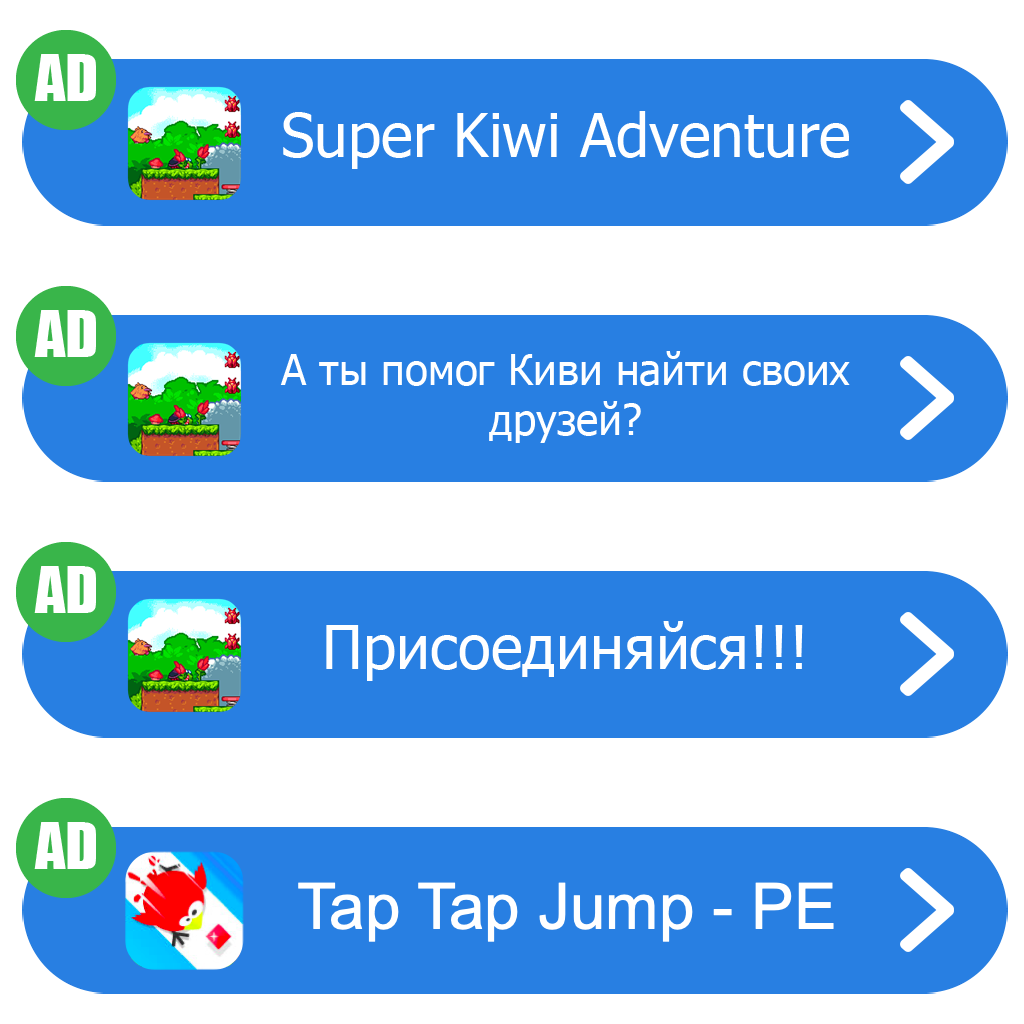 AD
Super Kiwi Adventure
AD
А ты помог Киви найти своих
друзей?
AD
Присоединяйся!!!
AD
Tap Tap Jump - PE